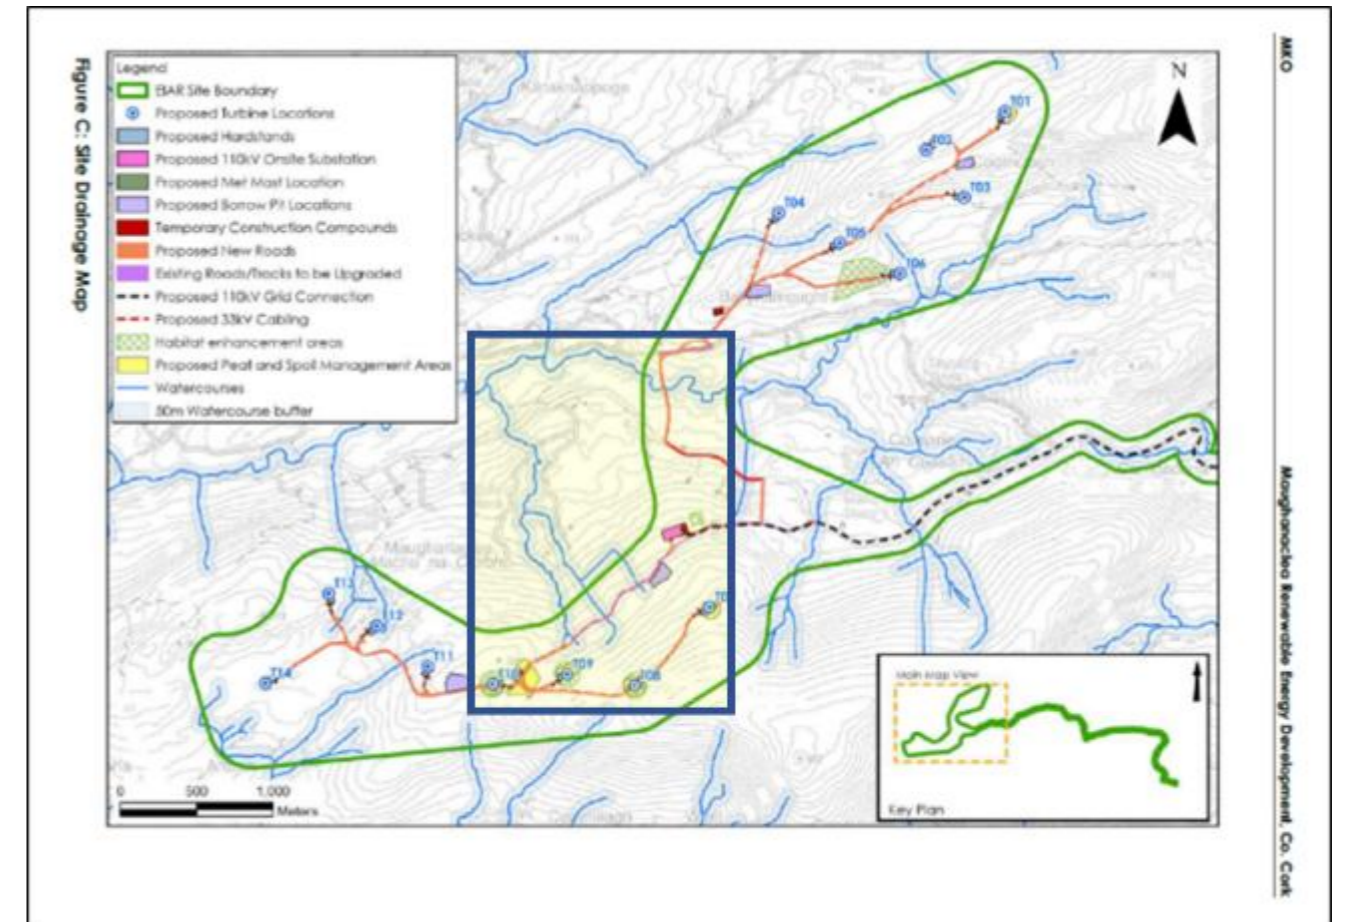 MKO
Maughanaclea Renewable Energy Development, Co. Cork
Figure C: Site Drainage Map
Legend
EIAR Site Boundary
Proposed Turbine Locations
Proposed Hardstands
Proposed 110kV Onsite Substation
Proposed Met Mast Location
Proposed Borrow Pit Locations
Temporary Construction Compounds
Proposed New Roads
Existing Roads/Tracks to be Upgraded
Proposed 110kV Grid Connection
Proposed 33kV Cabling
Habitat enhancement areas
Proposed Peat and Spoil Management Areas
Watercourses
50m Watercourse buffer
N
T01
T02
T03
T04
T05
T06
T0
T08
T09
T10
T11
T12
T13
T14
0 500 1,000
Meters
Main Map View
Key Plan